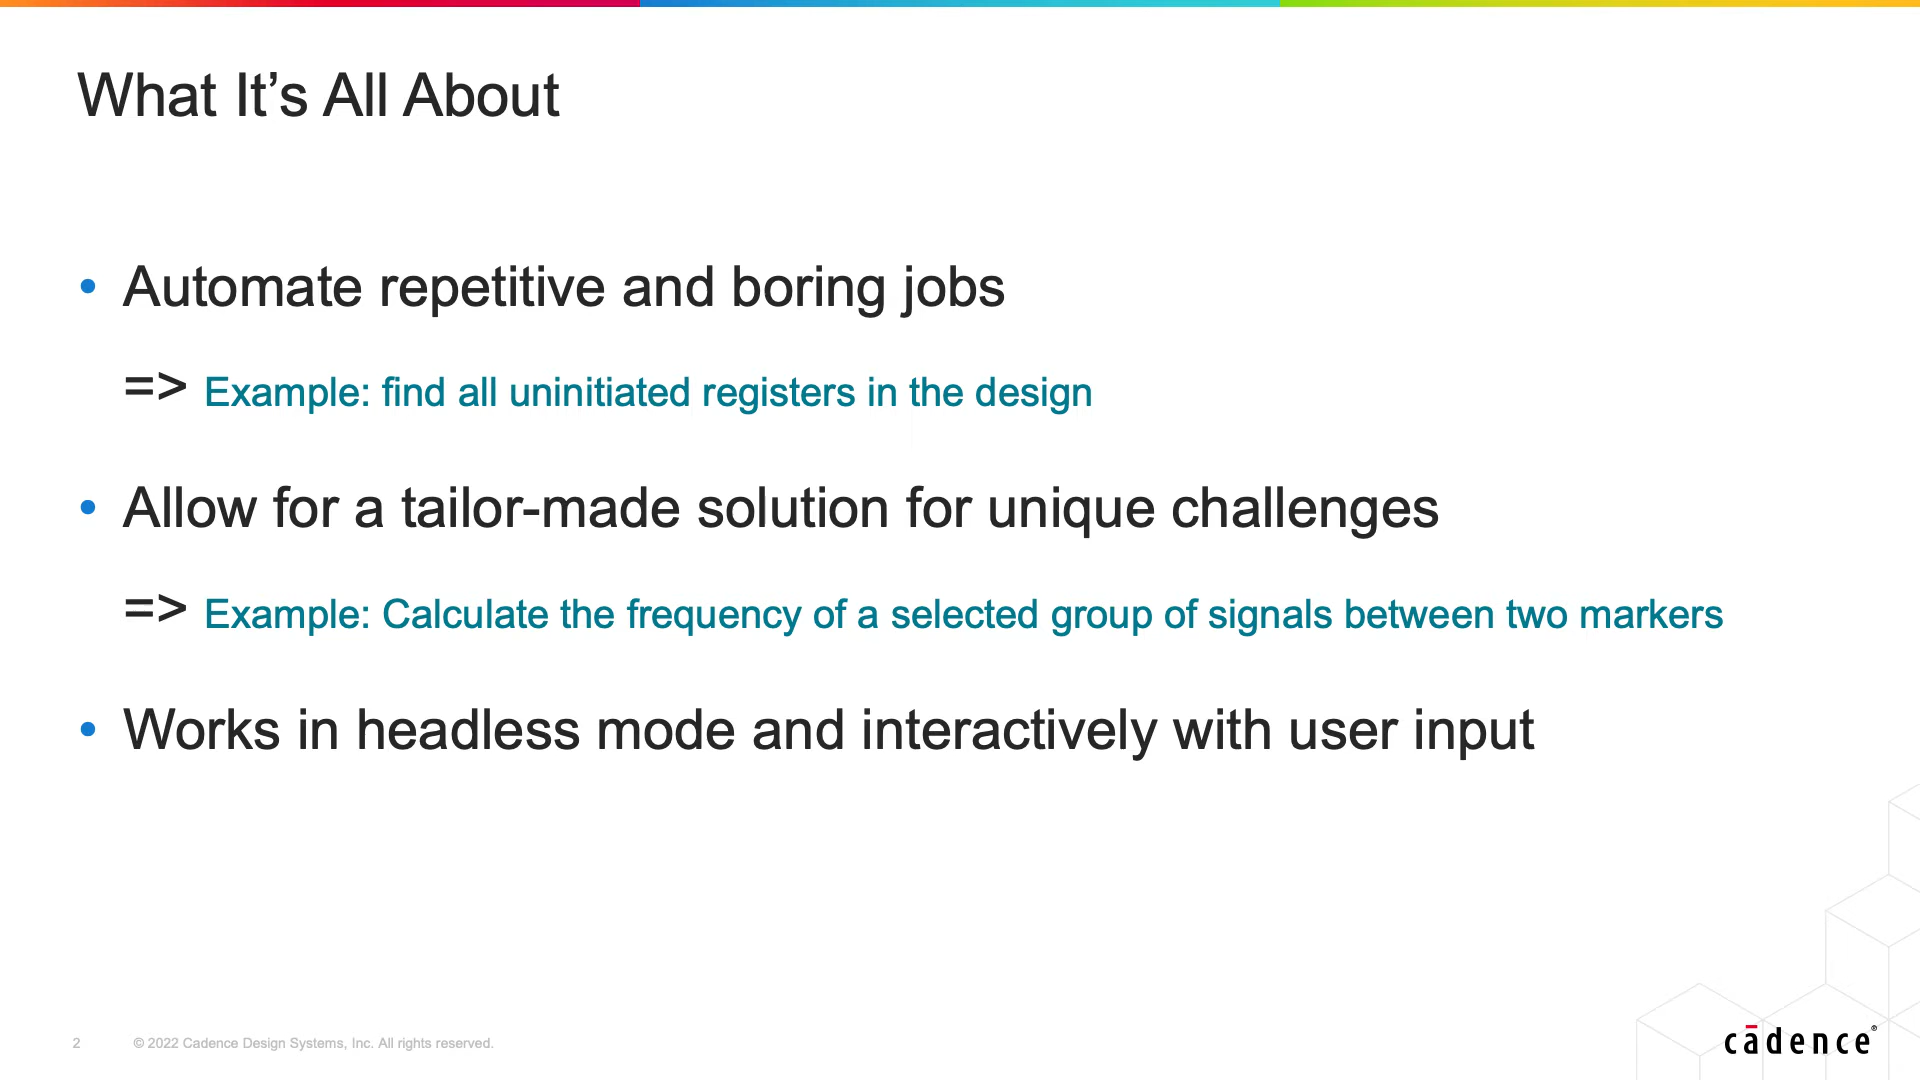 What It’s All About
• Automate repetitive and boring jobs
=> Example: find all uninitiated registers in the design
• Allow for a tailor-made solution for unique challenges
=> Example: Calculate the frequency of a selected group of signals between two markers
• Works in headless mode and interactively with user input
2 © 2022 Cadence Design Systems, Inc. All rights reserved.
cādence®